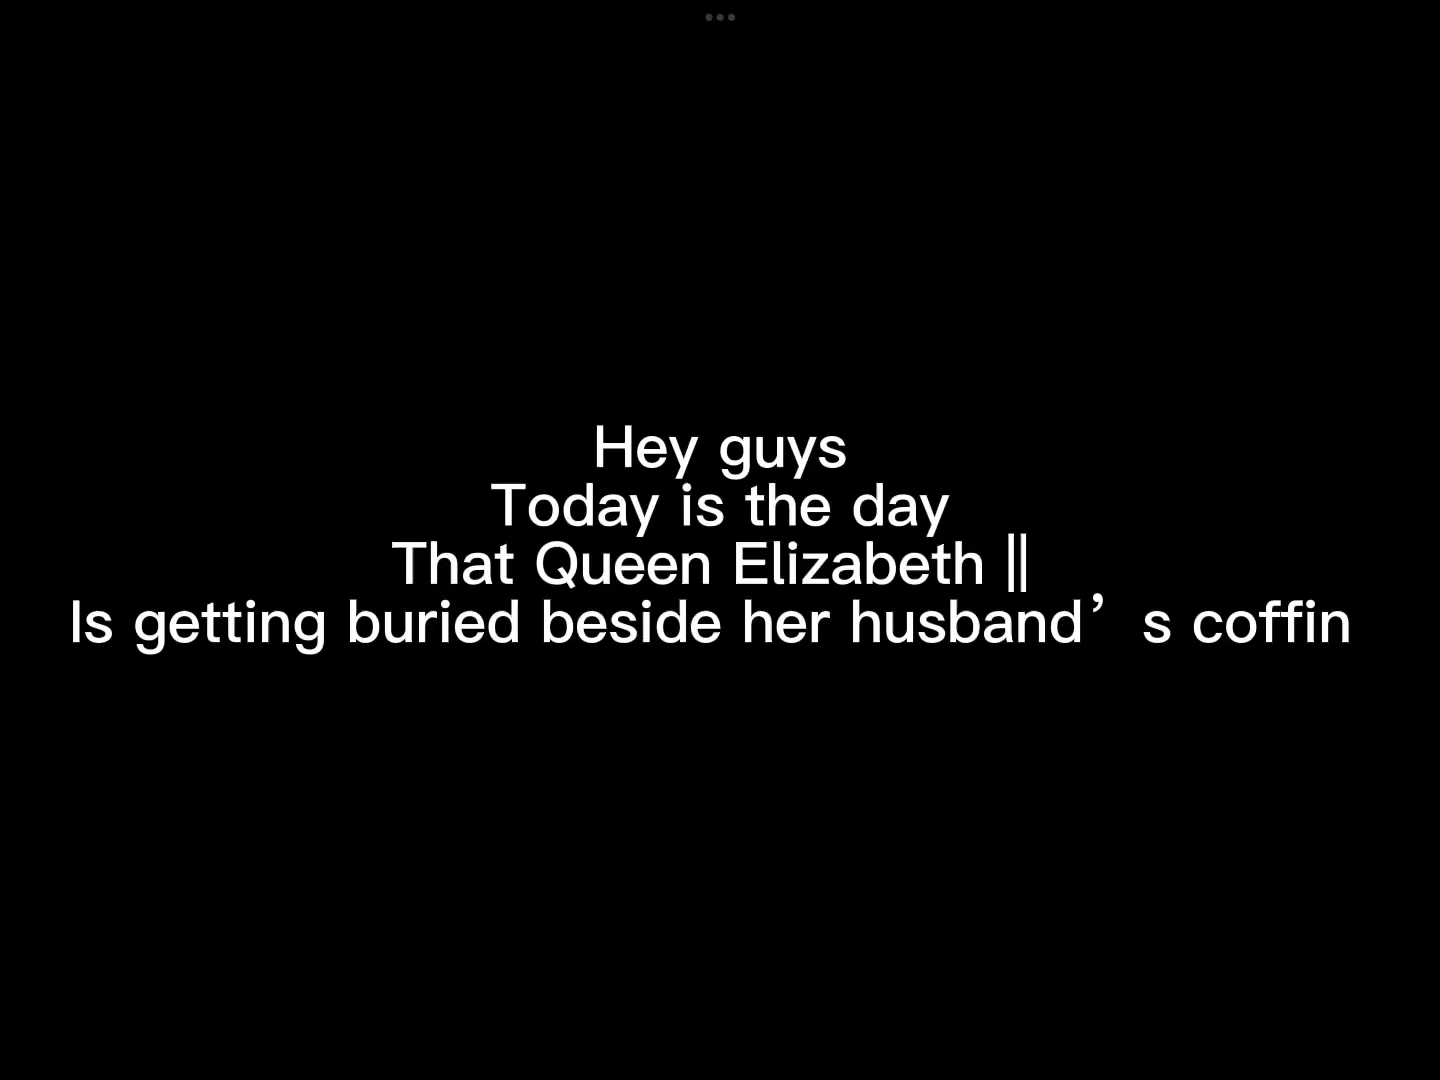 Hey guys
Today is the day
That Queen Elizabeth ||
Is getting buried beside her husband’s coffin